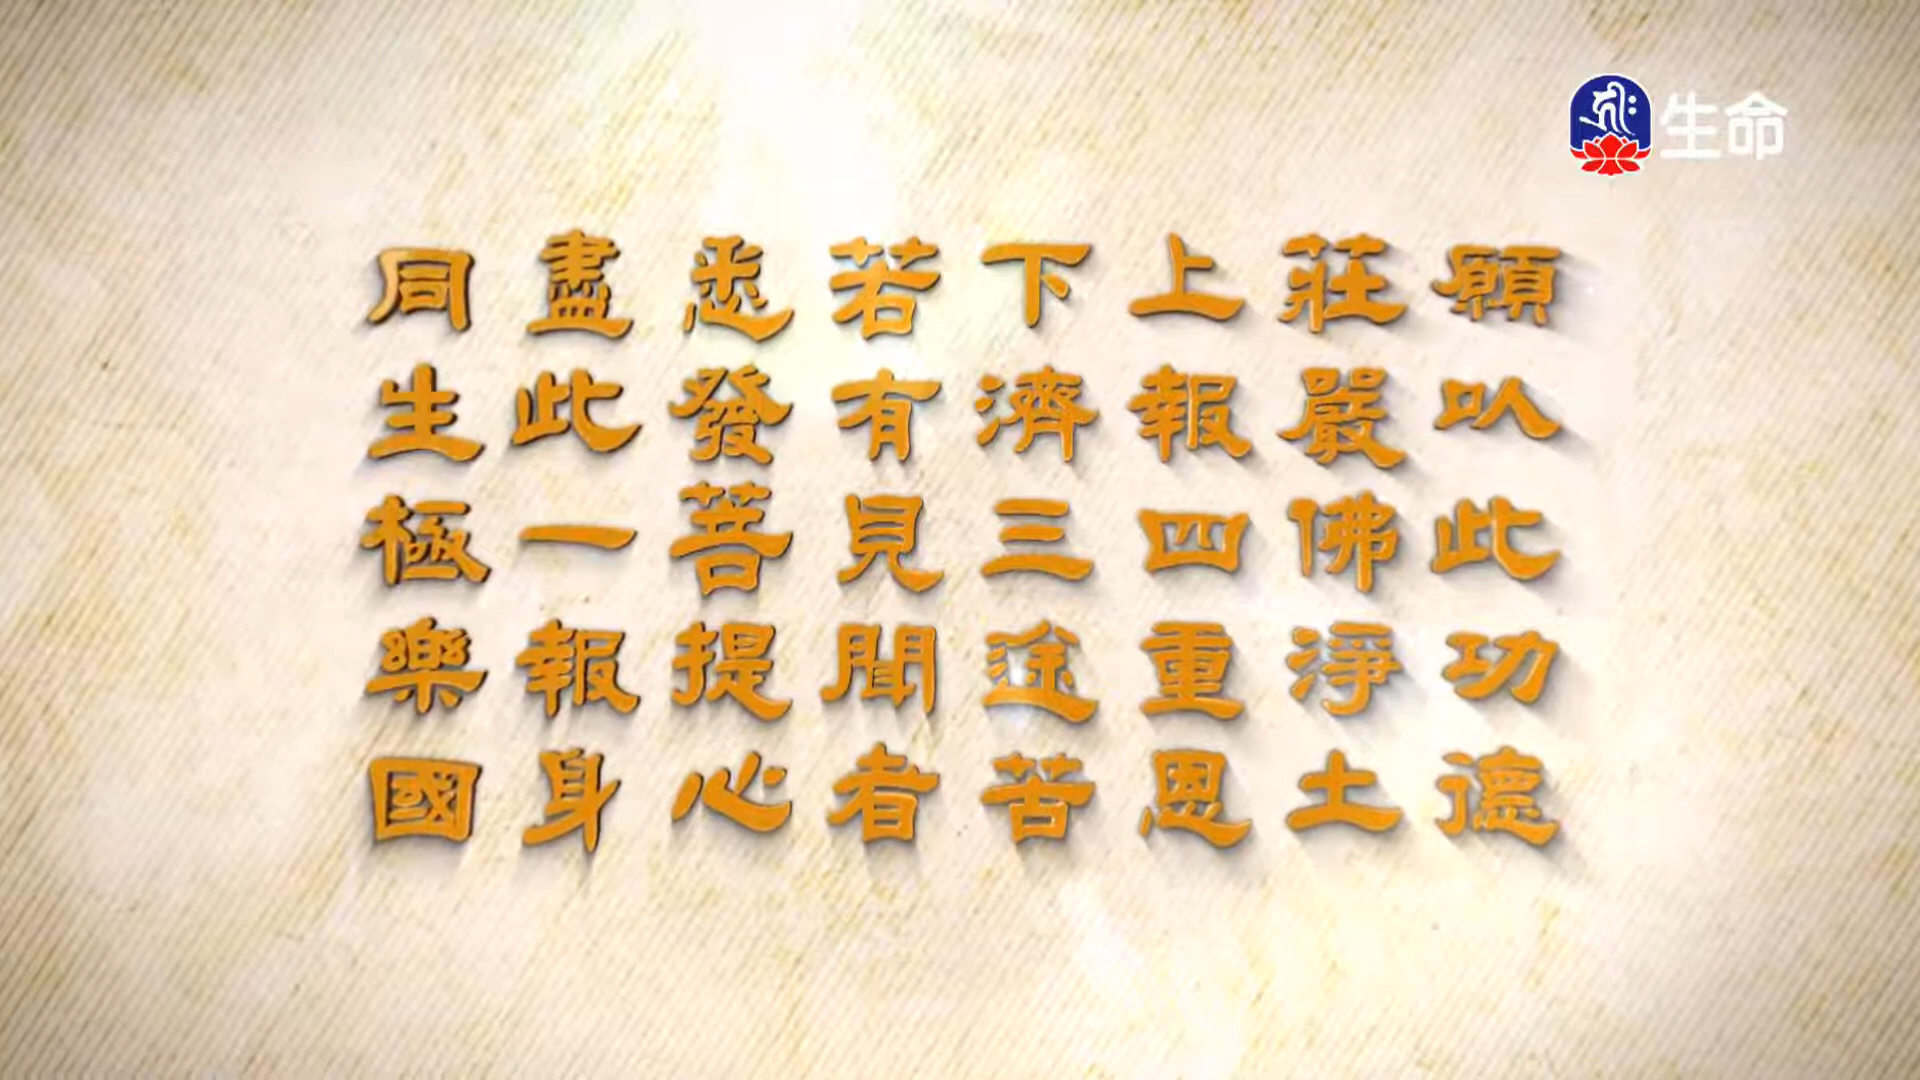 生命
願以此功德
莊嚴佛淨土
上報四重恩
下濟三途苦
若有見聞者
悉發菩提心
盡此一報身
同生極樂國